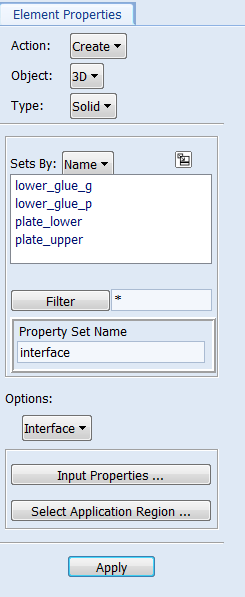 Element Properties
Action: Create
Object: 3D
Type: Solid
Sets By: Name
lower_glue_g
lower_glue_p
plate_lower
plate_upper
Filter *
Property Set Name
interface
Options:
Interface
Input Properties ...
Select Application Region ...
Apply